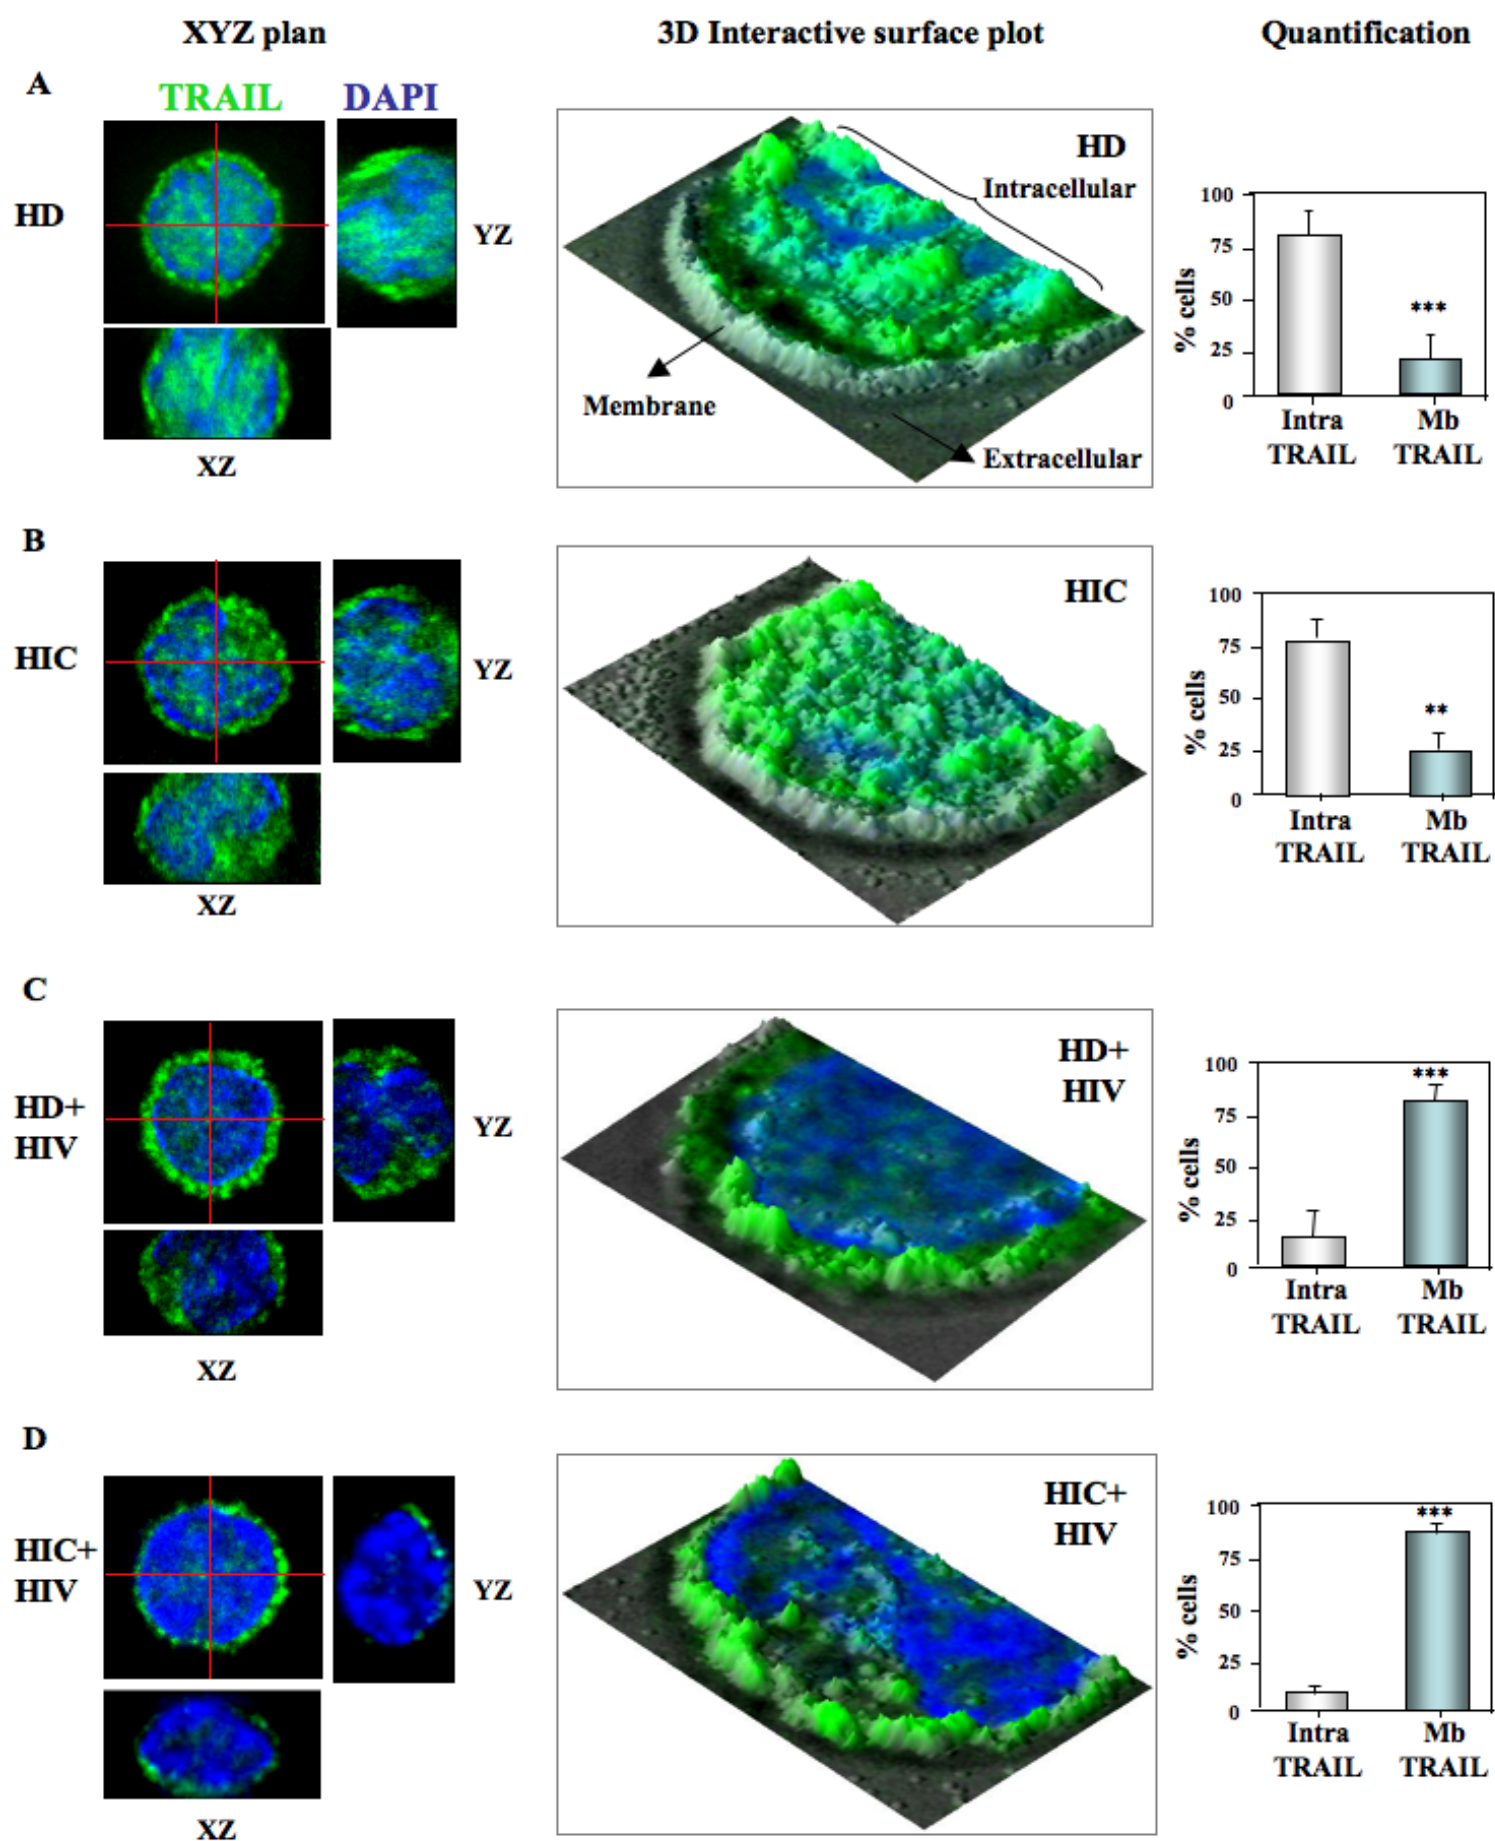 XYZ plan
3D Interactive surface plot
Quantification
A
TRAIL
DAPI
HD
YZ
XZ
HD
Intracellular
Membrane
Extracellular
100
75
50
25
0
% cells
***
Intra
TRAIL
Mb
TRAIL
B
HIC
YZ
XZ
HIC
100
75
50
25
0
% cells
**
Intra
TRAIL
Mb
TRAIL
C
HD+
HIV
YZ
XZ
HD+
HIV
100
75
50
25
0
% cells
***
Intra
TRAIL
Mb
TRAIL
D
HIC+
HIV
YZ
XZ
HIC+
HIV
100
75
50
25
0
% cells
***
Intra
TRAIL
Mb
TRAIL